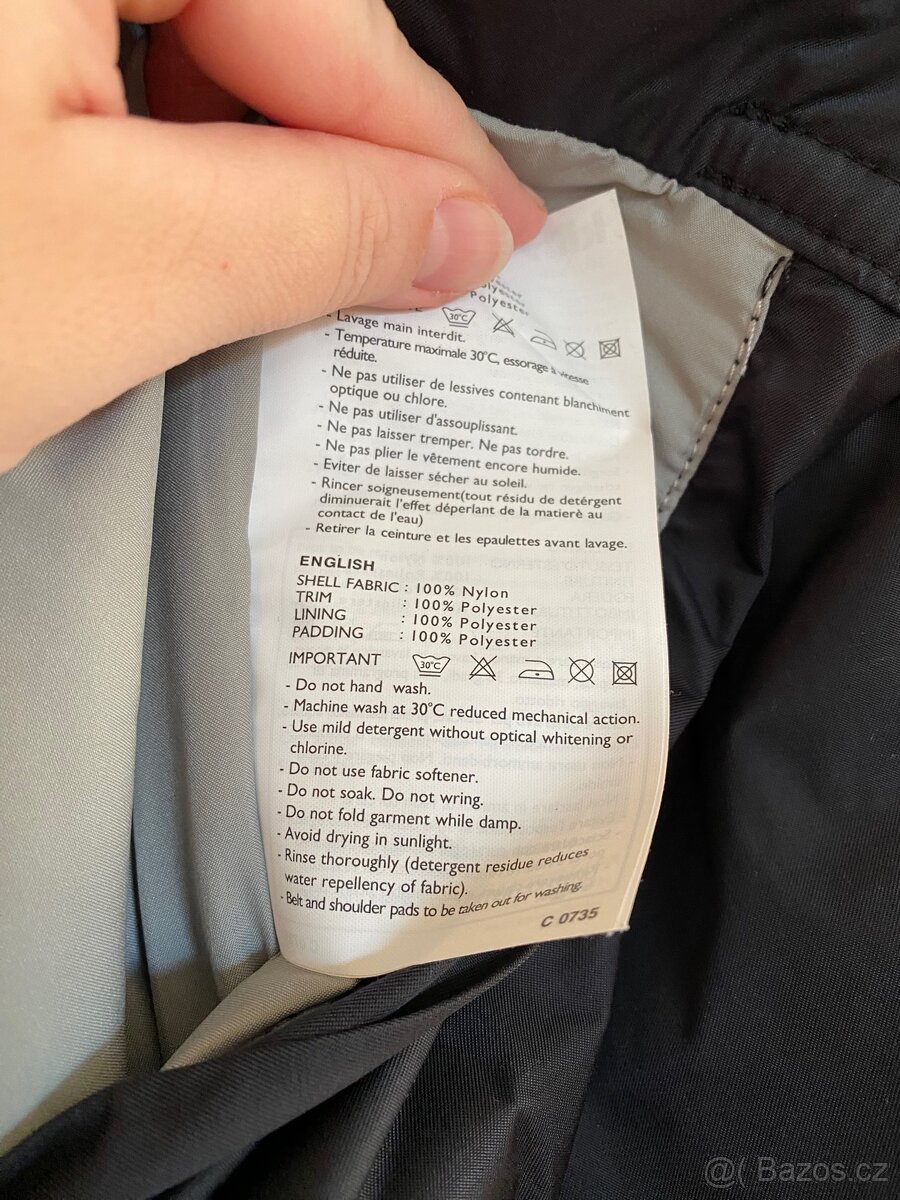 Polyester
30°C
- Lavage main interdit.
- Temperature maximale 30°C, essorage à vitesse
réduite.
- Ne pas utiliser de lessives contenant blanchiment
optique ou chlore.
- Ne pas utiliser d'assouplissant.
- Ne pas laisser tremper. Ne pas tordre.
- Ne pas plier le vêtement encore humide.
- Eviter de laisser sécher au soleil.
- Rincer soigneusement(tout résidu de detérgent
diminuerait l'effet déperlant de la matierè au
contact de l'eau)
- Retirer la ceinture et les epaulettes avant lavage.
ENGLISH
SHELL FABRIC : 100% Nylon
TRIM : 100% Polyester
LINING : 100% Polyester
PADDING : 100% Polyester
IMPORTANT 30°C
- Do not hand wash.
- Machine wash at 30°C reduced mechanical action.
- Use mild detergent without optical whitening or
chlorine.
- Do not use fabric softener.
- Do not soak. Do not wring.
- Do not fold garment while damp.
- Avoid drying in sunlight.
- Rinse thoroughly (detergent residue reduces
water repellency of fabric).
- Belt and shoulder pads to be taken out for washing.
C 0735
@( Bazos.cz